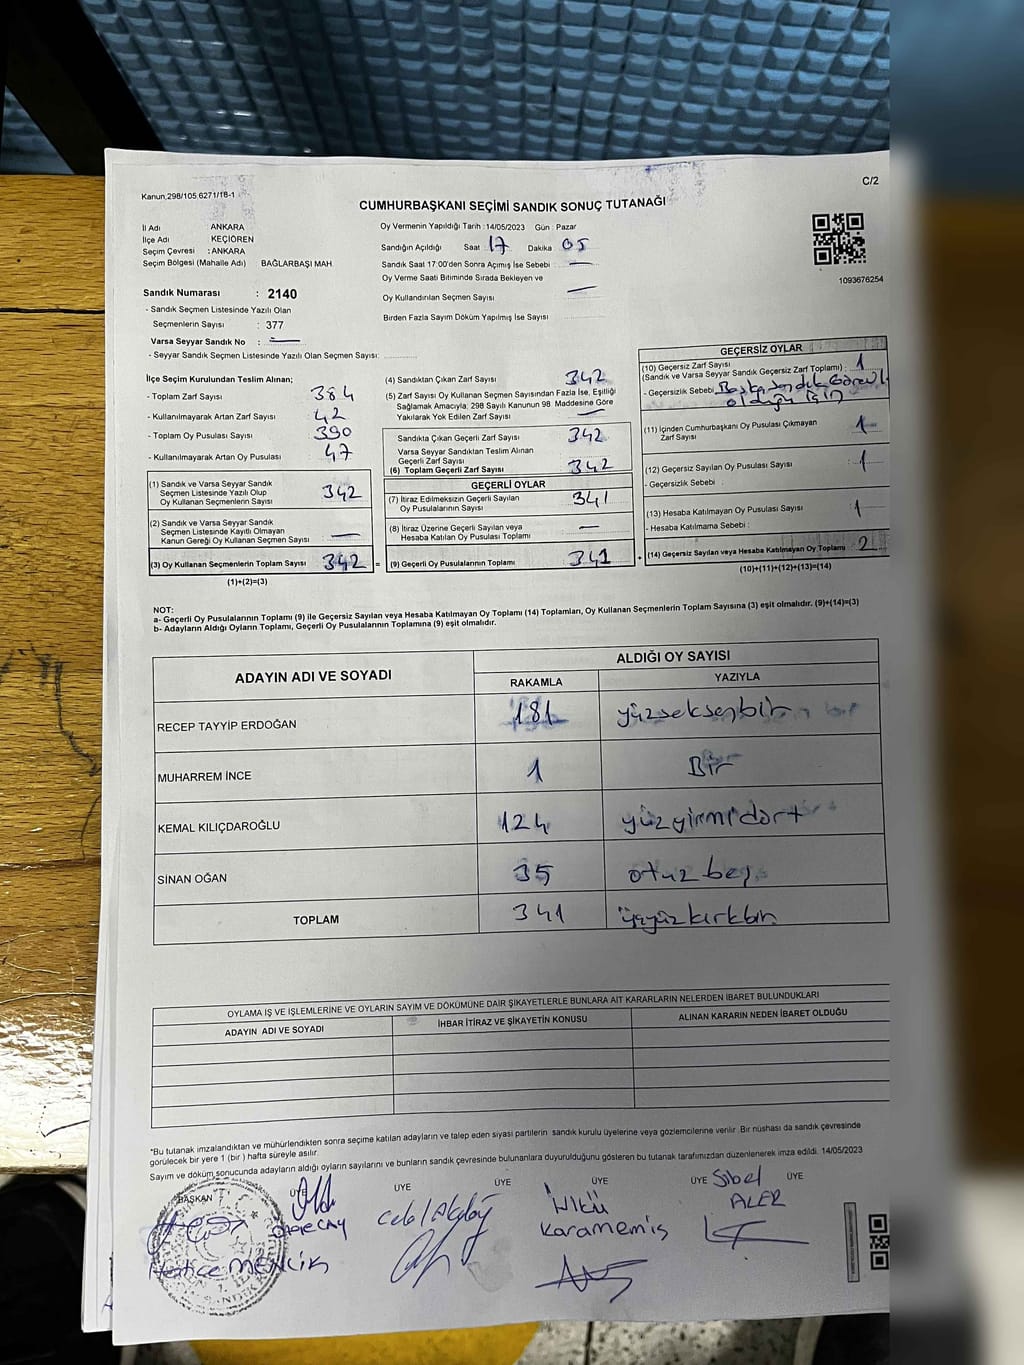 Kanun,298/105,6271/18-1
C/2
CUMHURBAŞKANI SEÇİMİ SANDIK SONUÇ TUTANAĞI
İl Adı ANKARA
İlçe Adı KEÇİÖREN
Seçim Çevresi : ANKARA
Seçim Bölgesi (Mahalle Adı) BAĞLARBAŞI MAH.
Oy Vermenin Yapıldığı Tarih : 14/05/2023 Gün : Pazar
Sandığın Açıldığı Saat 17 Dakika 05
Sandık Saat 17:00'den Sonra Açımış İse Sebebi —
Oy Verme Saati Bitiminde Sırada Bekleyen ve
Oy Kullandırılan Seçmen Sayısı —
Birden Fazla Sayım Döküm Yapılmış İse Sayısı
1093676254
Sandık Numarası : 2140
- Sandık Seçmen Listesinde Yazılı Olan
Seçmenlerin Sayısı : 377
Varsa Seyyar Sandık No : —
- Seyyar Sandık Seçmen Listesinde Yazılı Olan Seçmen Sayısı:
İlçe Seçim Kurulundan Teslim Alınan;
- Toplam Zarf Sayısı 384
- Kullanılmayarak Artan Zarf Sayısı 42
- Toplam Oy Pusulası Sayısı 390
- Kullanılmayarak Artan Oy Pusulası 47
(1) Sandık ve Varsa Seyyar Sandık
Seçmen Listesinde Yazılı Olup
Oy Kullanan Seçmenlerin Sayısı 342
(2) Sandık ve Varsa Seyyar Sandık
Seçmen Listesinde Kayıtlı Olmayan
Kanun Gereği Oy Kullanan Seçmen Sayısı —
(3) Oy Kullanan Seçmenlerin Toplam Sayısı 342 =
(1)+(2)=(3)
(4) Sandıktan Çıkan Zarf Sayısı 342
(5) Zarf Sayısı Oy Kullanan Seçmen Sayısından Fazla İse, Eşitliği
Sağlamak Amacıyla; 298 Sayılı Kanunun 98. Maddesine Göre
Yakılarak Yok Edilen Zarf Sayısı —
Sandıkta Çıkan Geçerli Zarf Sayısı 342
Varsa Seyyar Sandıktan Teslim Alınan
Geçerli Zarf Sayısı
(6) Toplam Geçerli Zarf Sayısı 342
GEÇERLİ OYLAR
(7) İtiraz Edilmeksizin Geçerli Sayılan
Oy Pusulalarının Sayısı 341
(8) İtiraz Üzerine Geçerli Sayılan veya
Hesaba Katılan Oy Pusulası Toplamı —
(9) Geçerli Oy Pusulalarının Toplamı 341 +
GEÇERSİZ OYLAR
(10) Geçersiz Zarf Sayısı 1
(Sandık ve Varsa Seyyar Sandık Geçersiz Zarf Toplamı) :
- Geçersizlik Sebebi Başka sandık Görevli
olduğu için
(11) İçinden Cumhurbaşkanı Oy Pusulası Çıkmayan
Zarf Sayısı 1
(12) Geçersiz Sayılan Oy Pusulası Sayısı 1
- Geçersizlik Sebebi :
(13) Hesaba Katılmayan Oy Pusulası Sayısı 1
- Hesaba Katılmama Sebebi :
(14) Geçersiz Sayılan veya Hesaba Katılmayan Oy Toplamı 2
(10)+(11)+(12)+(13)=(14)
NOT:
a- Geçerli Oy Pusulalarının Toplamı (9) ile Geçersiz Sayılan veya Hesaba Katılmayan Oy Toplamı (14) Toplamları, Oy Kullanan Seçmenlerin Toplam Sayısına (3) eşit olmalıdır. (9)+(14)=(3)
b- Adayların Aldığı Oyların Toplamı, Geçerli Oy Pusulalarının Toplamına (9) eşit olmalıdır.
ADAYIN ADI VE SOYADI ALDIĞI OY SAYISI
RAKAMLA YAZIYLA
RECEP TAYYİP ERDOĞAN 181 yüzseksenbir
MUHARREM İNCE 1 Bir
KEMAL KILIÇDAROĞLU 124 yüzyirmidört
SİNAN OĞAN 35 otuz beş
TOPLAM 341 üçyüzkırkbir
OYLAMA İŞ VE İŞLEMLERİNE VE OYLARIN SAYIM VE DÖKÜMÜNE DAİR ŞİKAYETLERLE BUNLARA AİT KARARLARIN NELERDEN İBARET BULUNDUKLARI
ADAYIN ADI VE SOYADI İHBAR İTİRAZ VE ŞİKAYETİN KONUSU ALINAN KARARIN NEDEN İBARET OLDUĞU
*Bu tutanak imzalandıktan ve mühürlendikten sonra seçime katılan adayların ve talep eden siyasi partilerin sandık kurulu üyelerine veya gözlemcilerine verilir. Bir nüshası da sandık çevresinde
görülecek bir yere 1 (bir ) hafta süreyle asılır.
Sayım ve döküm sonucunda adayların aldığı oyların sayılarını ve bunların sandık çevresinde bulunanlara duyurulduğunu gösteren bu tutanak tarafımızdan düzenlenerek imza edildi. 14/05/2023
BAŞKAN ÜYE ÜYE ÜYE ÜYE ÜYE ÜYE
Sibel
ALER
Ülkü
Karamemiş
Hatice